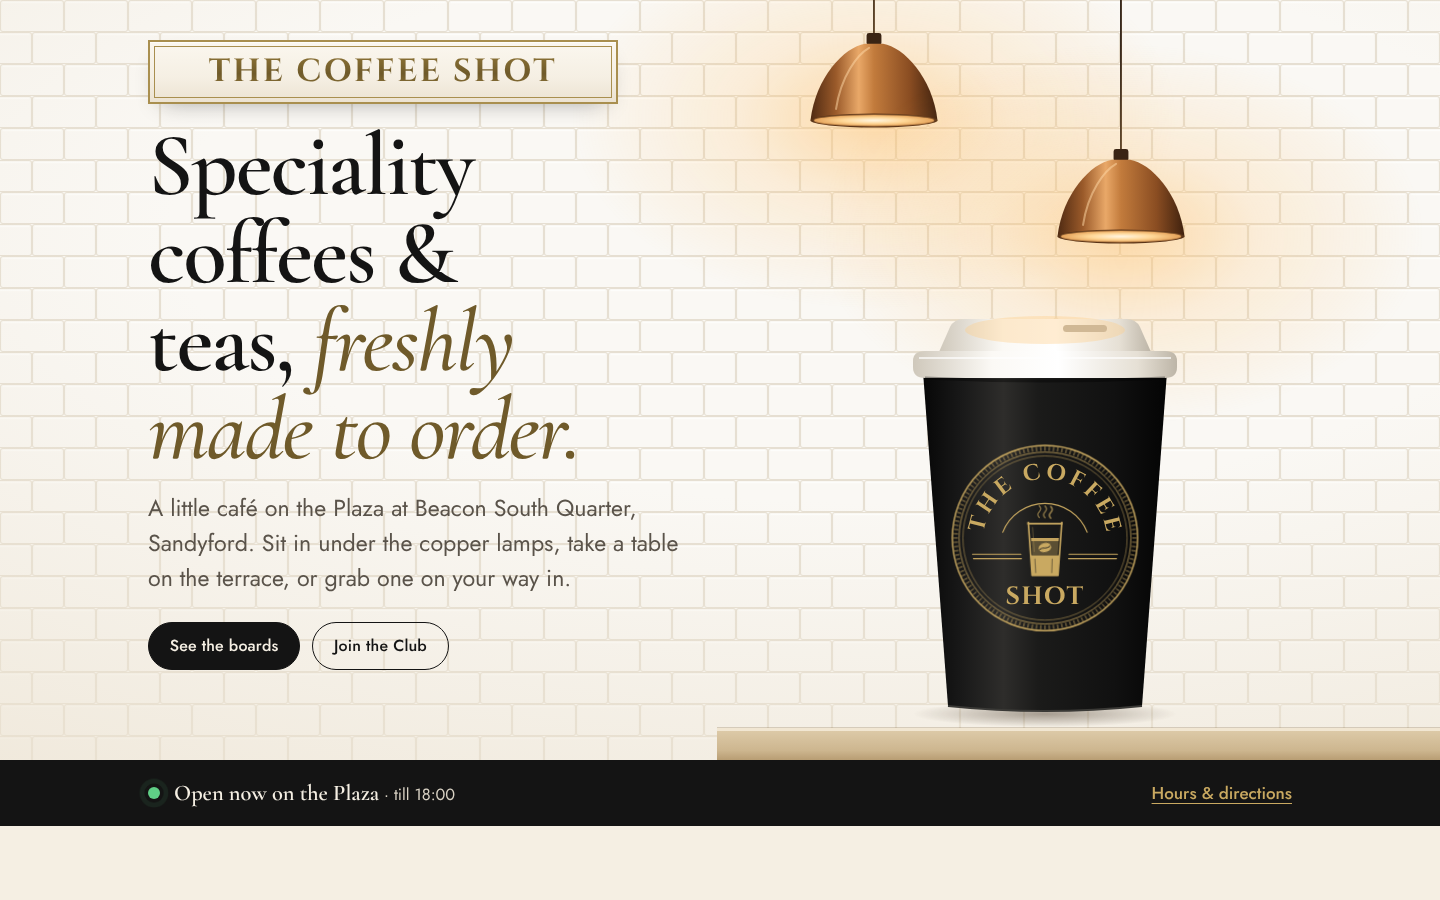 THE COFFEE SHOT
Speciality
coffees &
teas, freshly
made to order.
A little café on the Plaza at Beacon South Quarter,
Sandyford. Sit in under the copper lamps, take a table
on the terrace, or grab one on your way in.
See the boards
Join the Club
THE COFFEE
SHOT
Open now on the Plaza · till 18:00
Hours & directions